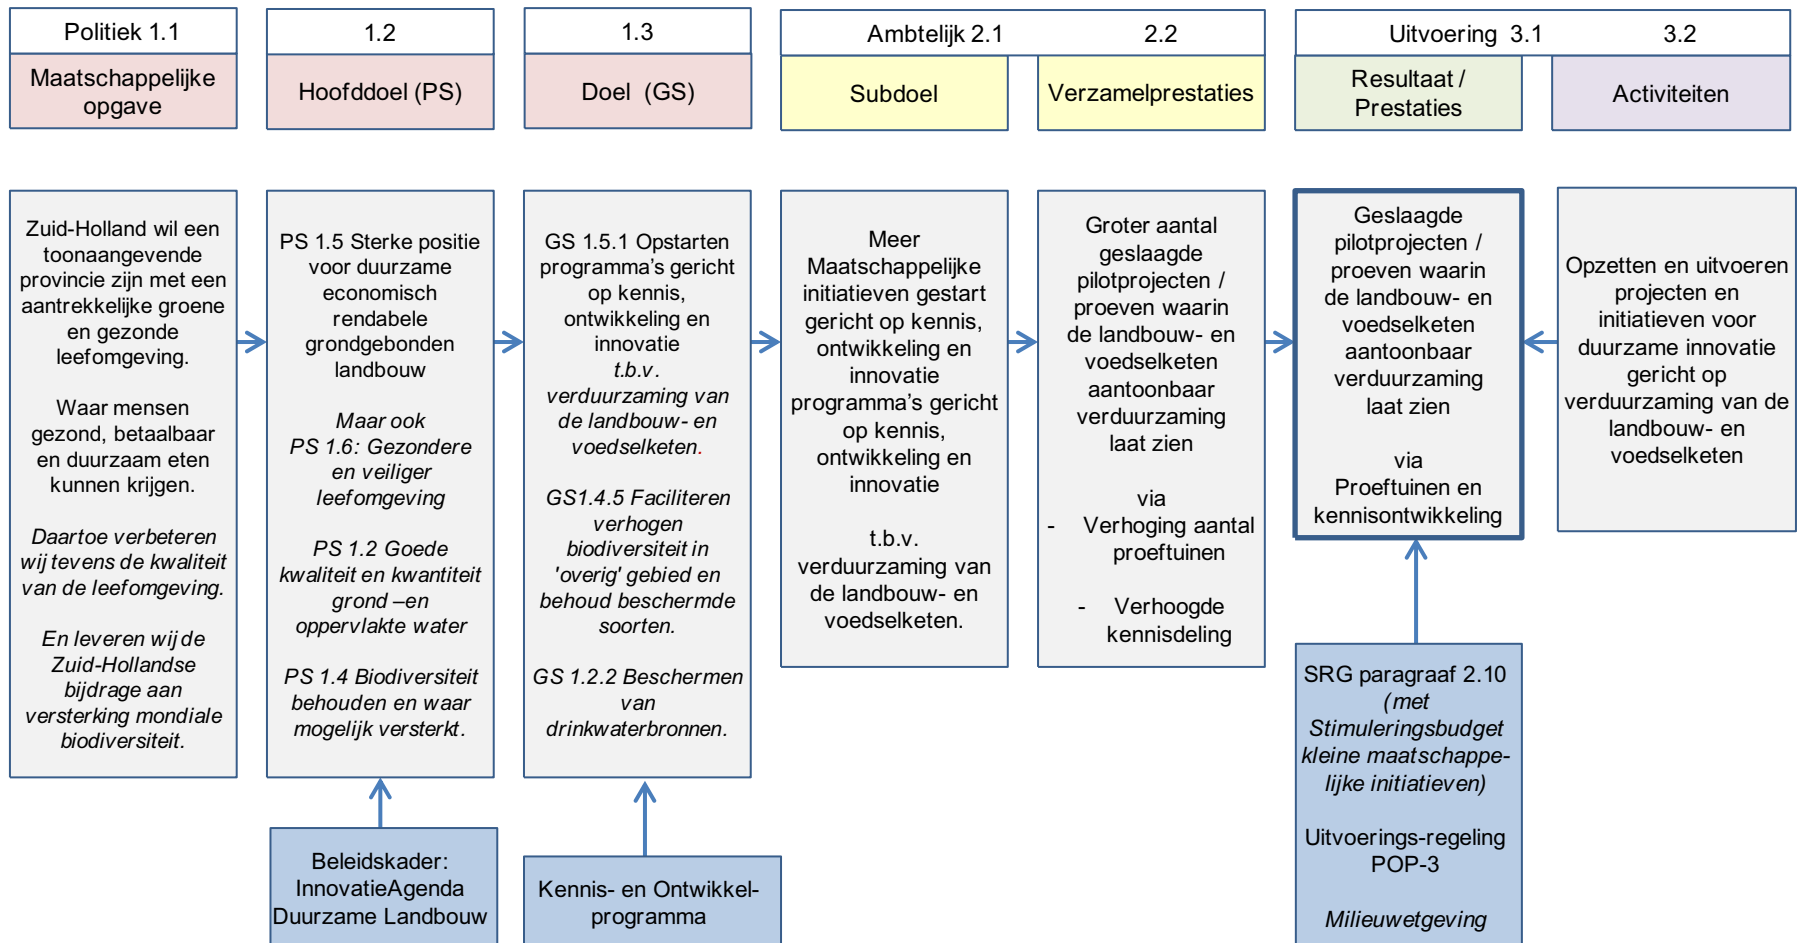 Politiek 1.1
1.2
1.3
Ambtelijk 2.1
2.2
Uitvoering 3.1
3.2
Maatschappelijke
opgave
Hoofddoel (PS)
Doel (GS)
Subdoel
Verzamelprestaties
Resultaat /
Prestaties
Activiteiten
Zuid-Holland wil een
toonaangevende
provincie zijn met een
aantrekkelijke groene
en gezonde
leefomgeving.
Waar mensen
gezond, betaalbaar
en duurzaam eten
kunnen krijgen.
Daartoe verbeteren
wij tevens de kwaliteit
van de leefomgeving.
En leveren wij de
Zuid-Hollandse
bijdrage aan
versterking mondiale
biodiversiteit.
PS 1.5 Sterke positie
voor duurzame
economisch
rendabele
grondgebonden
landbouw
Maar ook
PS 1.6: Gezondere
en veiliger
leefomgeving
PS 1.2 Goede
kwaliteit en kwantiteit
grond –en
oppervlakte water
PS 1.4 Biodiversiteit
behouden en waar
mogelijk versterkt.
GS 1.5.1 Opstarten
programma’s gericht
op kennis,
ontwikkeling en
innovatie
t.b.v.
verduurzaming van
de landbouw- en
voedselketen.
GS1.4.5 Faciliteren
verhogen
biodiversiteit in
'overig' gebied en
behoud beschermde
soorten.
GS 1.2.2 Beschermen
van
drinkwaterbronnen.
Meer
Maatschappelijke
initiatieven gestart
gericht op kennis,
ontwikkeling en
innovatie
programma’s gericht
op kennis,
ontwikkeling en
innovatie
t.b.v.
verduurzaming van
de landbouw- en
voedselketen.
Groter aantal
geslaagde
pilotprojecten /
proeven waarin
de landbouw- en
voedselketen
aantoonbaar
verduurzaming
laat zien
via
- Verhoging aantal
proeftuinen
- Verhoogde
kennisdeling
Geslaagde
pilotprojecten /
proeven waarin
de landbouw- en
voedselketen
aantoonbaar
verduurzaming
laat zien
via
Proeftuinen en
kennisontwikkeling
Opzetten en uitvoeren
projecten en
initiatieven voor
duurzame innovatie
gericht op
verduurzaming van de
landbouw- en
voedselketen
Beleidskader:
InnovatieAgenda
Duurzame Landbouw
Kennis- en Ontwikkel-
programma
SRG paragraaf 2.10
(met
Stimuleringsbudget
kleine maatschappe-
lijke initiatieven)
Uitvoerings-regeling
POP-3
Milieuwetgeving